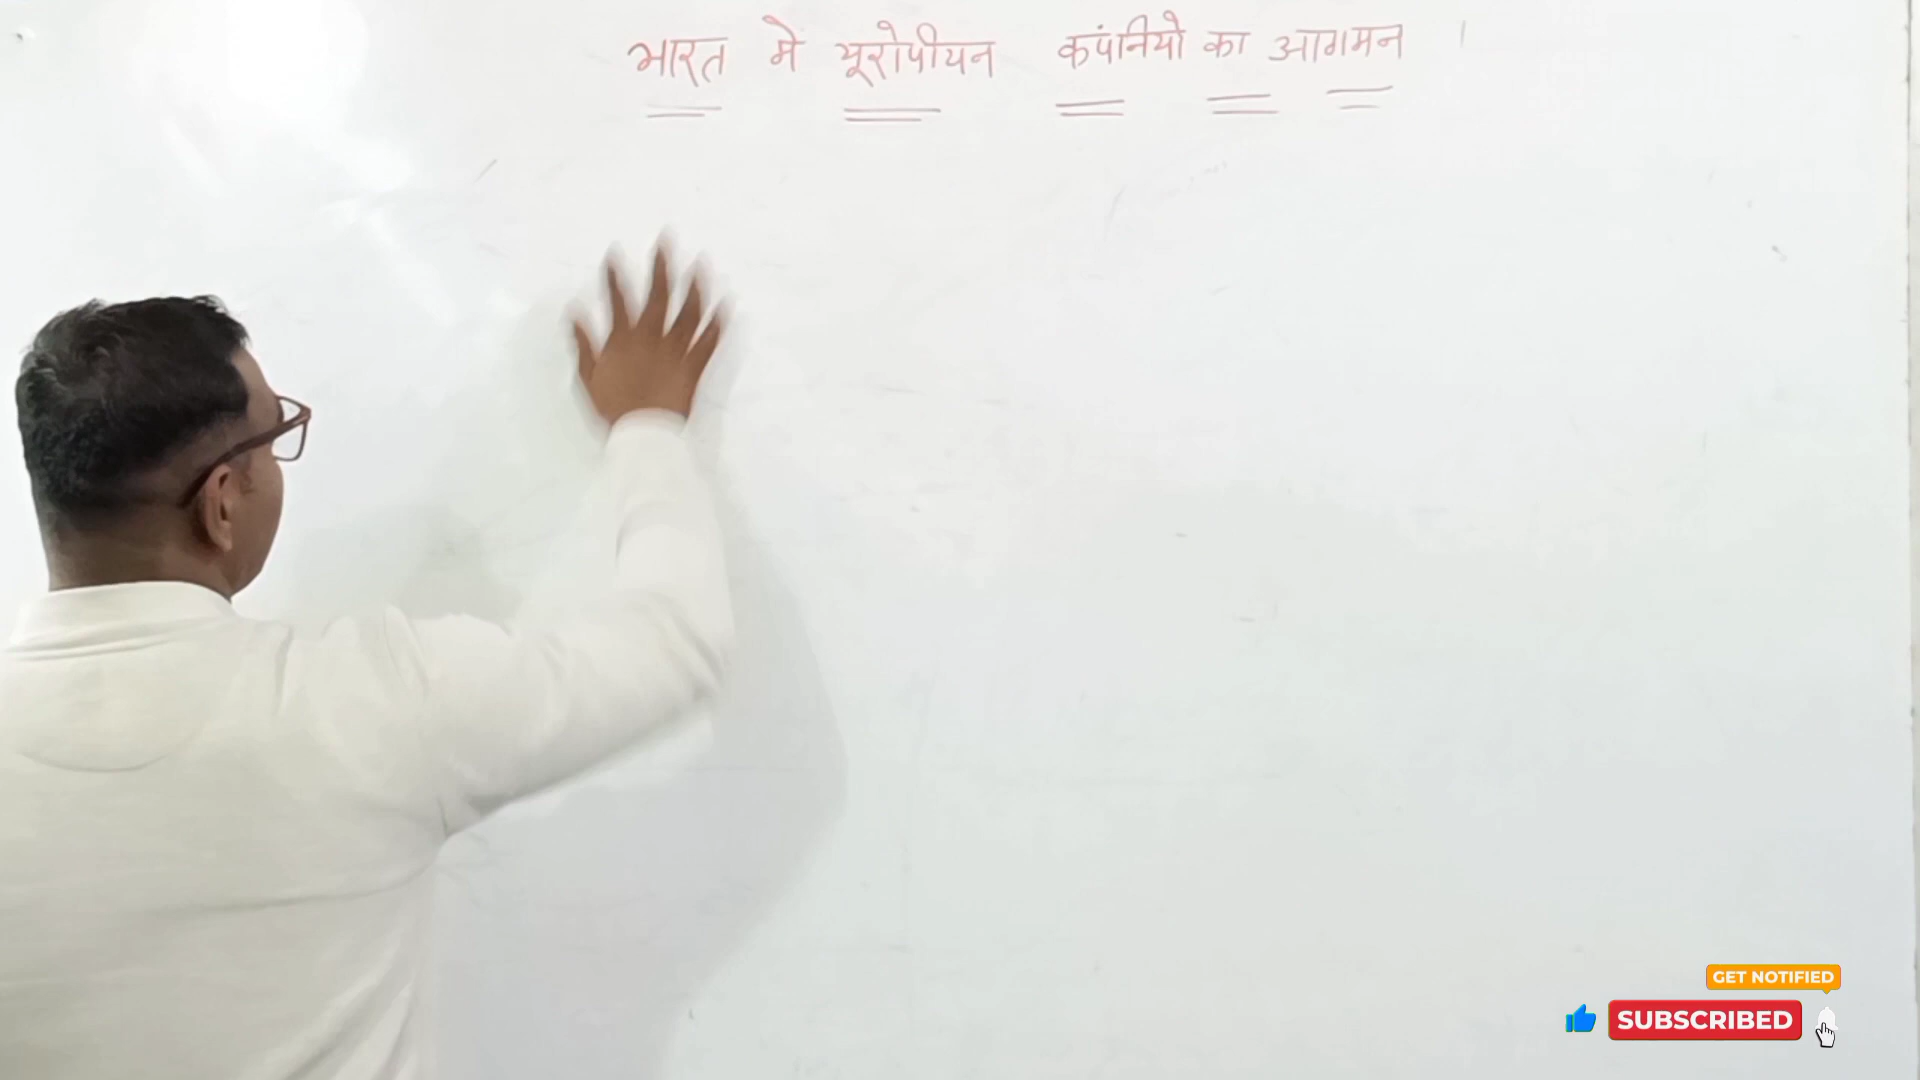 भारत मे यूरोपीयन कंपनियो का आगमन ।
GET NOTIFIED
SUBSCRIBED